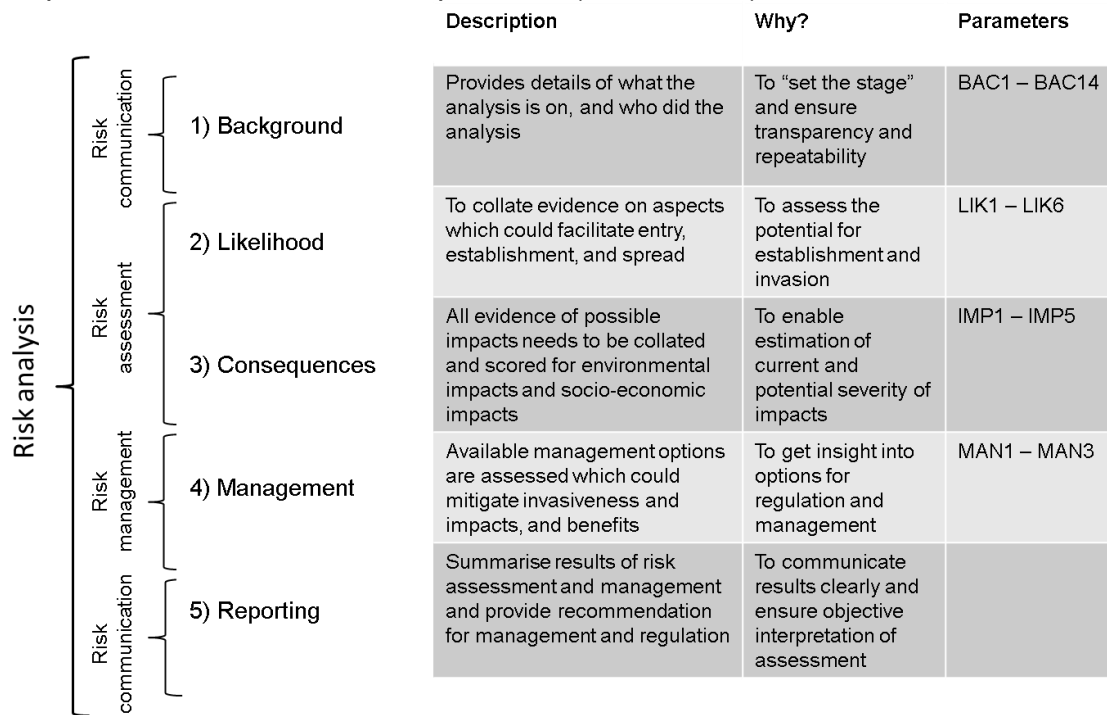 Description Why? Parameters
Risk analysis
Risk
communication
1) Background
Provides details of what the
analysis is on, and who did the
analysis
To “set the stage”
and ensure
transparency and
repeatability
BAC1 – BAC14
Risk
assessment
2) Likelihood
To collate evidence on aspects
which could facilitate entry,
establishment, and spread
To assess the
potential for
establishment and
invasion
LIK1 – LIK6
3) Consequences
All evidence of possible
impacts needs to be collated
and scored for environmental
impacts and socio-economic
impacts
To enable
estimation of
current and
potential severity of
impacts
IMP1 – IMP5
Risk
management
4) Management
Available management options
are assessed which could
mitigate invasiveness and
impacts, and benefits
To get insight into
options for
regulation and
management
MAN1 – MAN3
Risk
communication
5) Reporting
Summarise results of risk
assessment and management
and provide recommendation
for management and regulation
To communicate
results clearly and
ensure objective
interpretation of
assessment